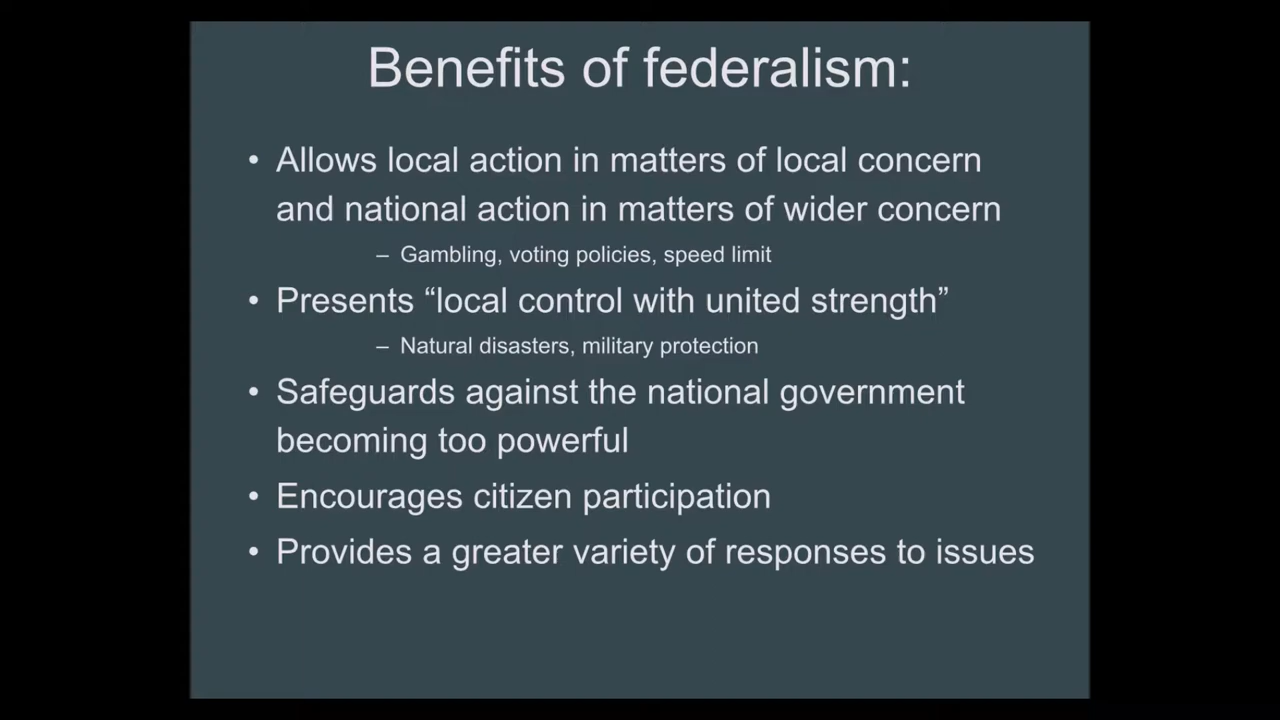 Benefits of federalism:
• Allows local action in matters of local concern
and national action in matters of wider concern
– Gambling, voting policies, speed limit
• Presents “local control with united strength”
– Natural disasters, military protection
• Safeguards against the national government
becoming too powerful
• Encourages citizen participation
• Provides a greater variety of responses to issues